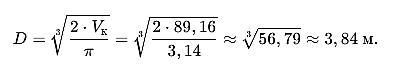 D = ∛(2 · Vк / π) = ∛(2 · 89,16 / 3,14) ≈ ∛56,79 ≈ 3,84 м.